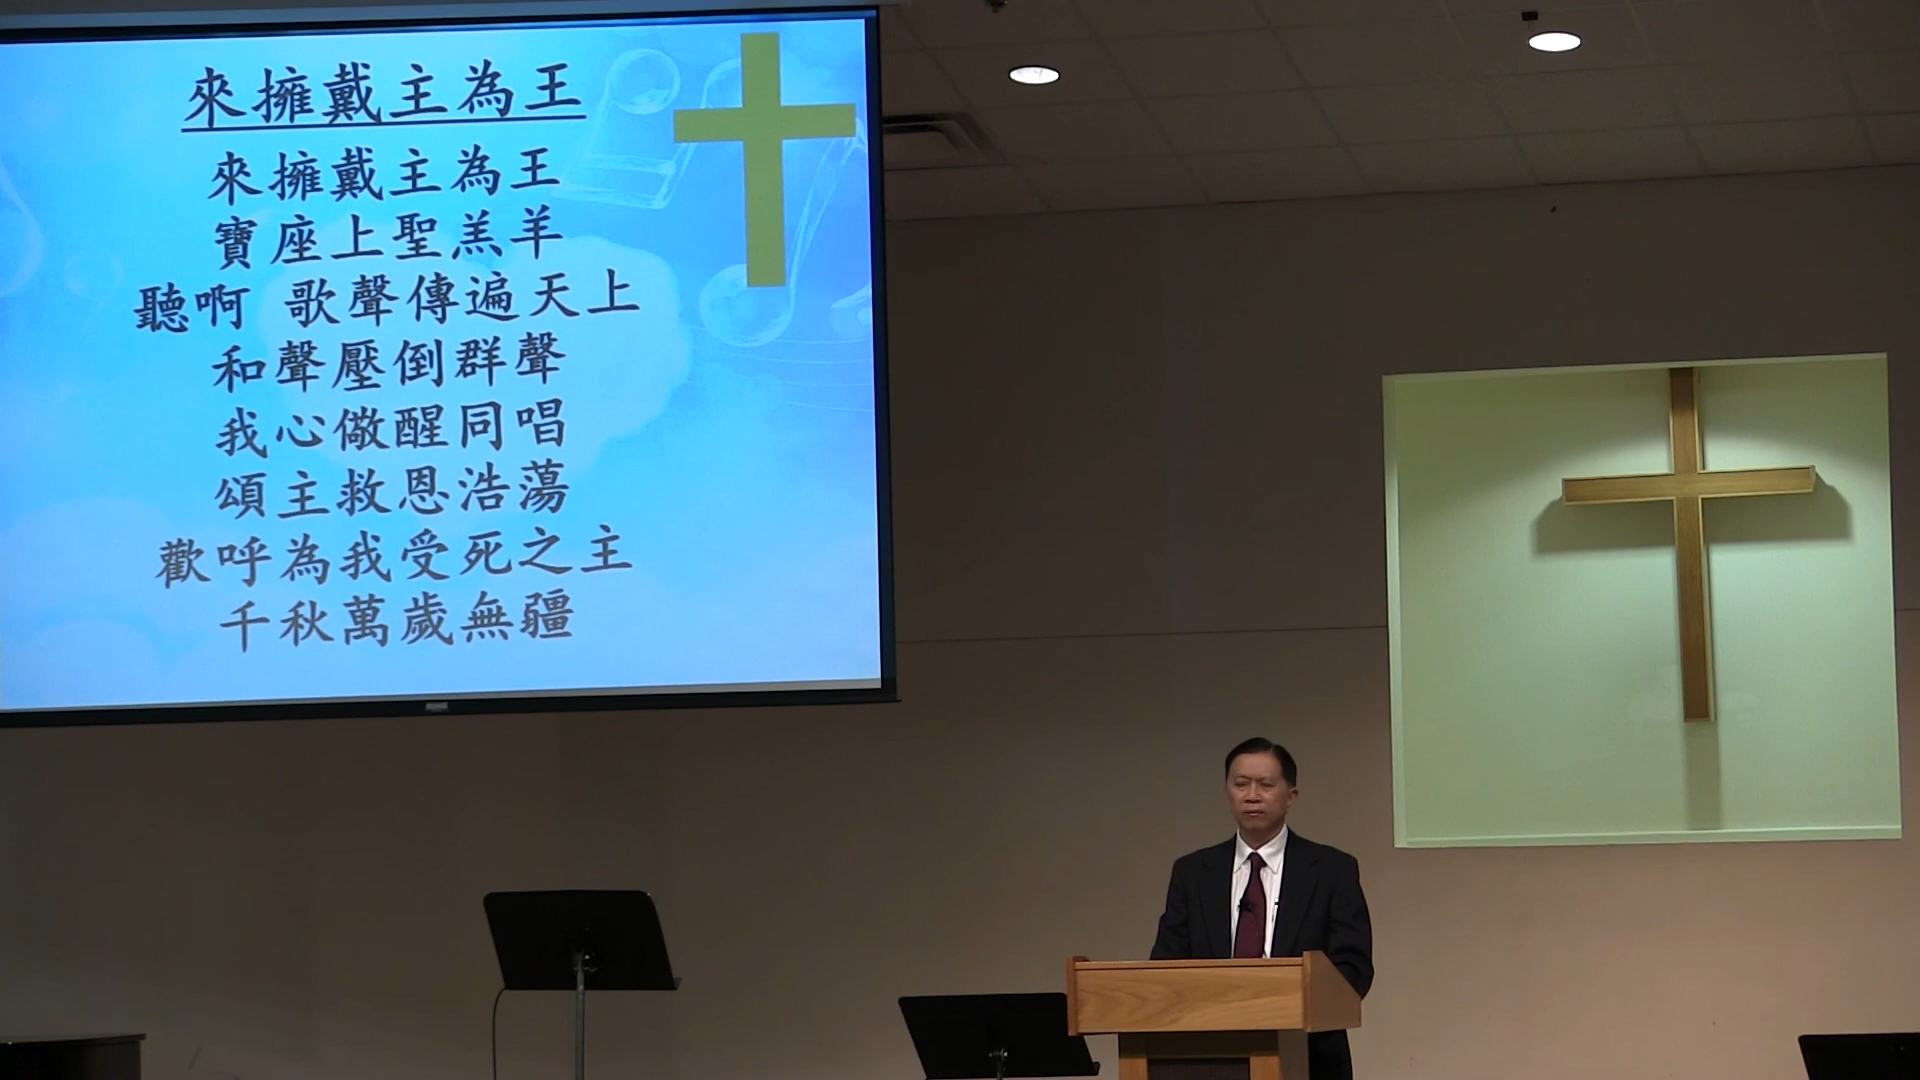 來擁戴主為王
來擁戴主為王
寶座上聖羔羊
聽啊 歌聲傳遍天上
和聲壓倒群聲
我心儆醒同唱
頌主救恩浩蕩
歡呼為我受死之主
千秋萬歲無疆